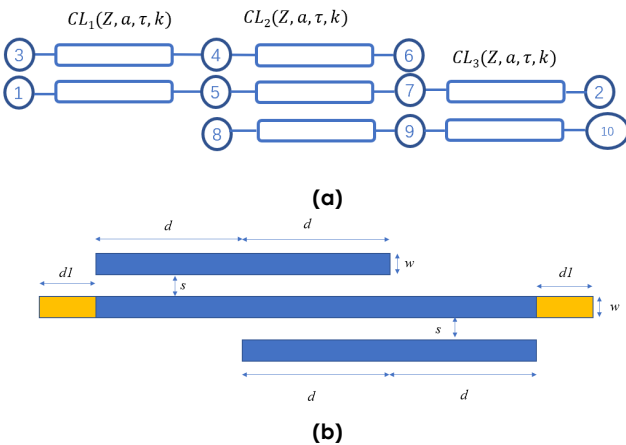 CL₁(Z, a, τ, k) CL₂(Z, a, τ, k)
3 4 6 CL₃(Z, a, τ, k)
1 5 7 2
8 9 10
(a)
d d
d1 w d1
s
w
s
d d
(b)